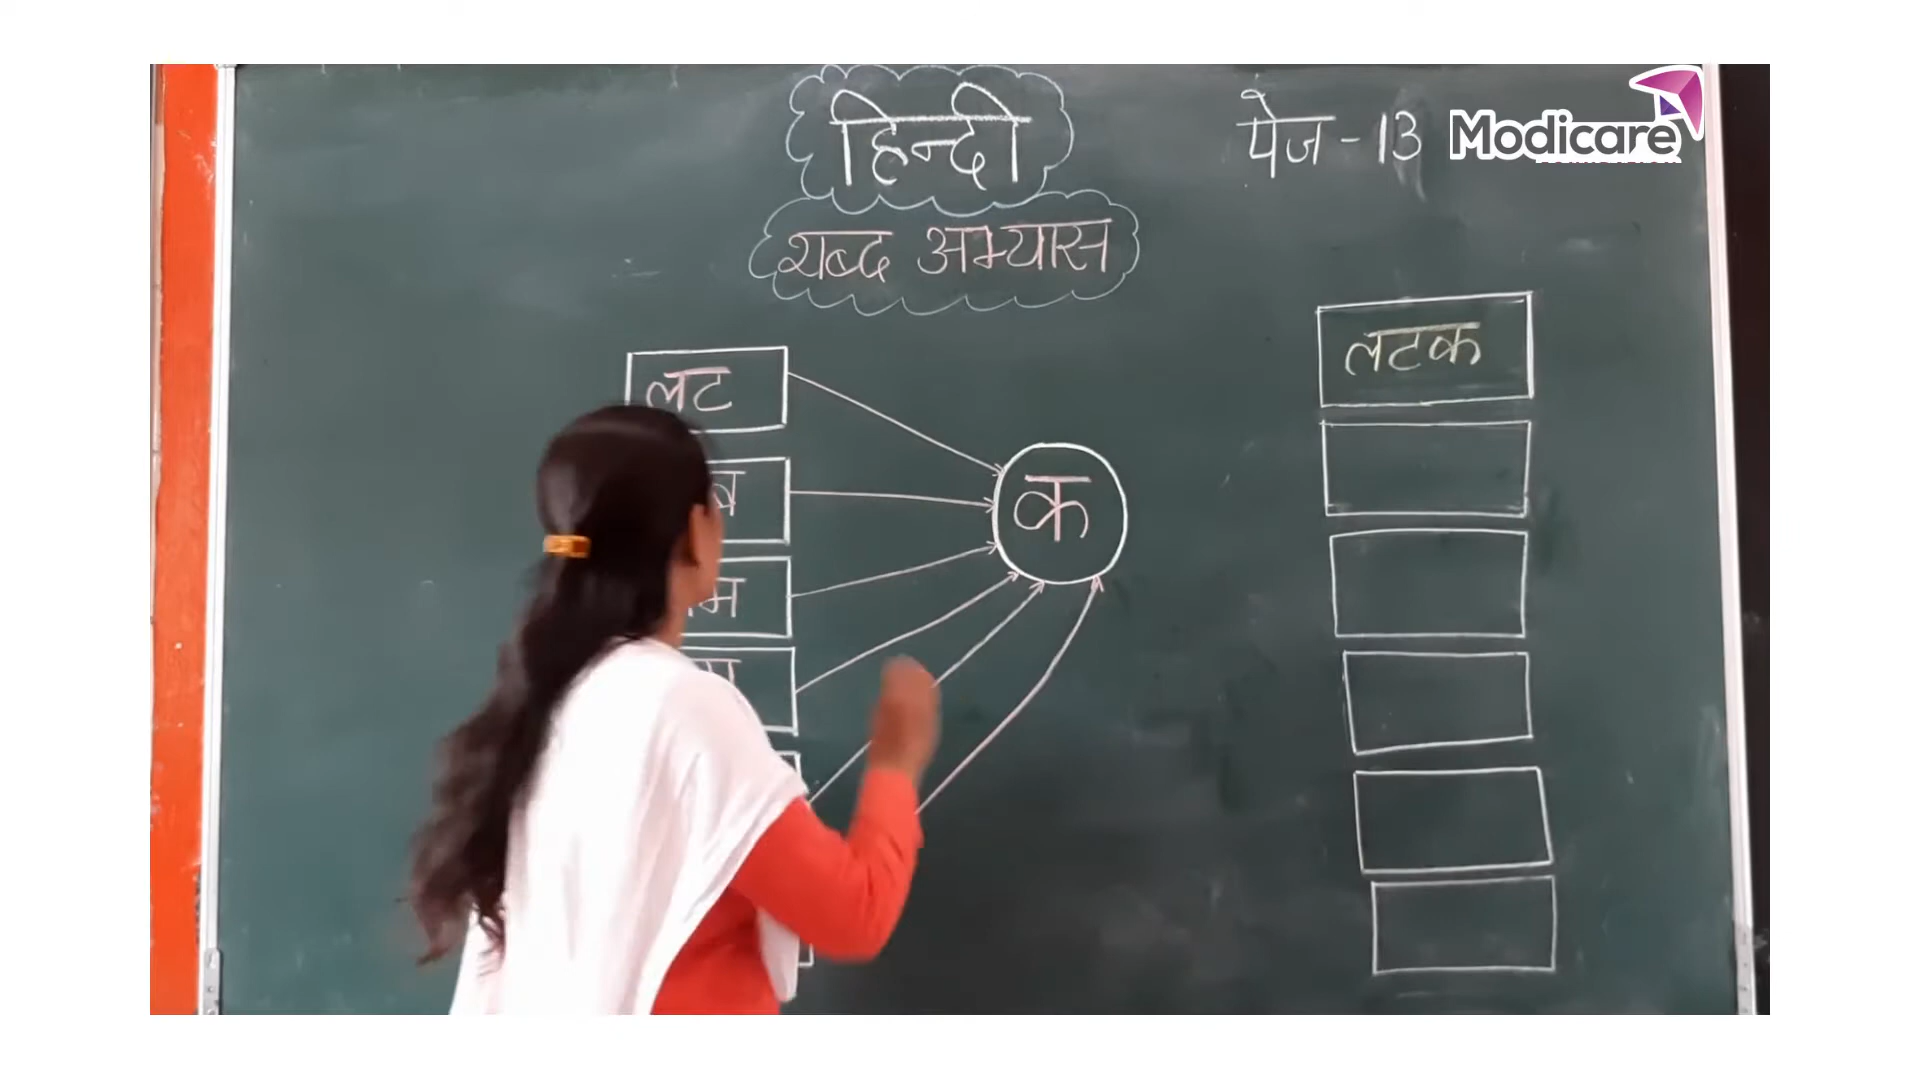 हिन्दी
पेज - 13
Modicare
शब्द अभ्यास
लट
लटक
क